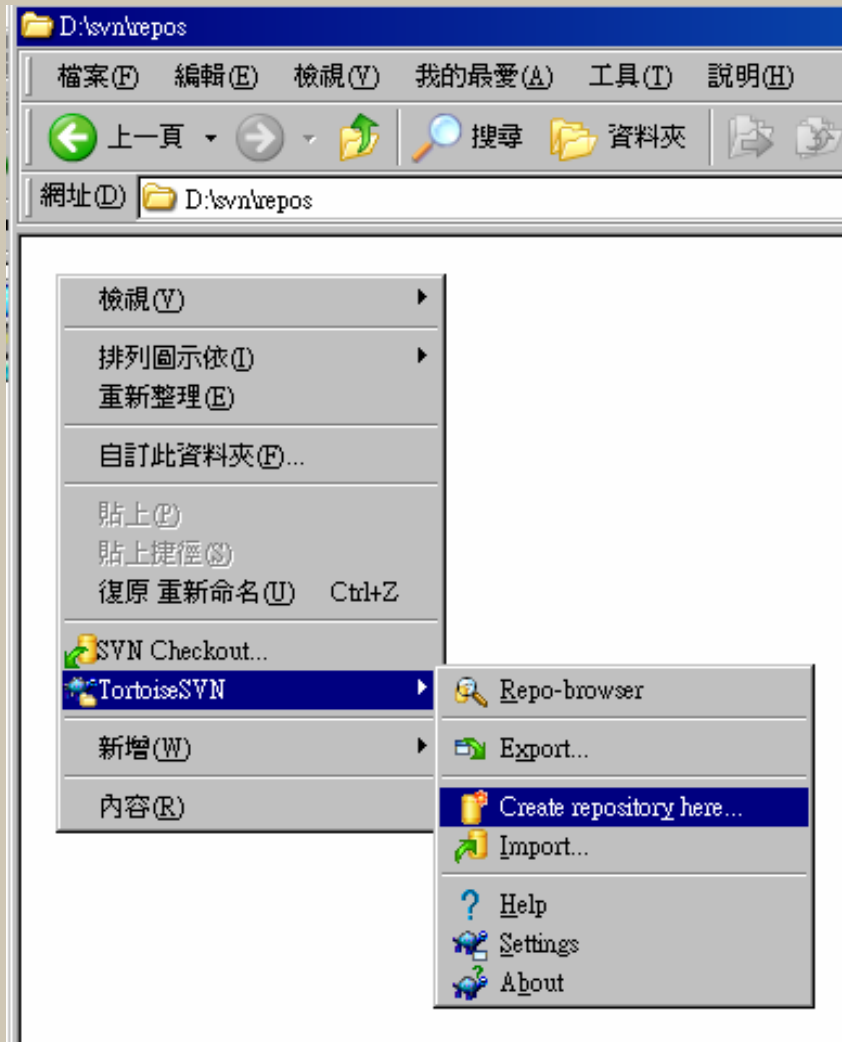 D:\svn\repos
檔案(F) 編輯(E) 檢視(V) 我的最愛(A) 工具(T) 說明(H)
上一頁 搜尋 資料夾
網址(D) D:\svn\repos
檢視(V)
排列圖示依(I)
重新整理(E)
自訂此資料夾(F)...
貼上(P)
貼上捷徑(S)
復原 重新命名(U) Ctrl+Z
SVN Checkout...
TortoiseSVN
新增(W)
內容(R)
Repo-browser
Export...
Create repository here...
Import...
Help
Settings
About